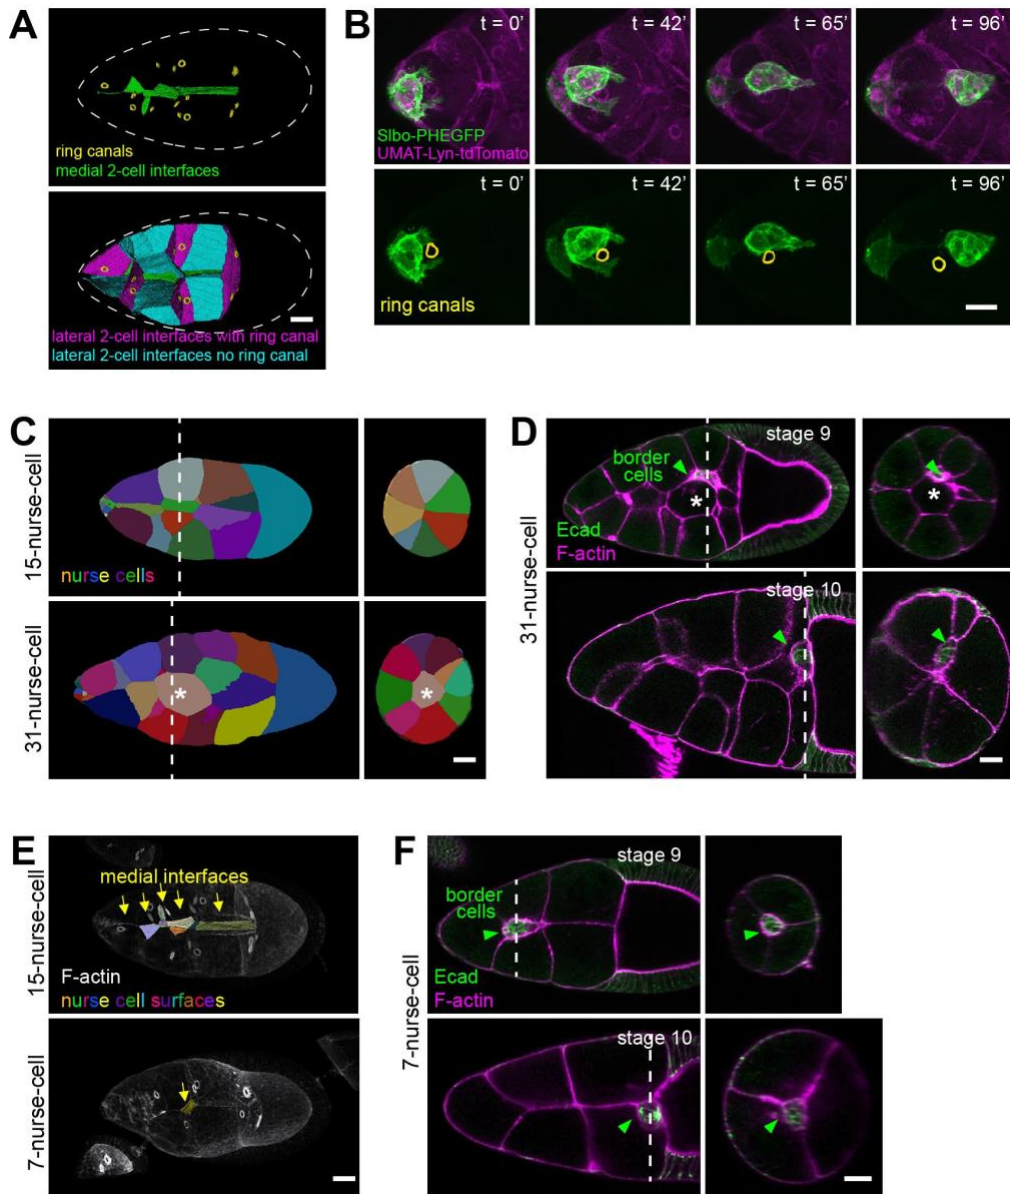 A
ring canals
medial 2-cell interfaces
lateral 2-cell interfaces with ring canal
lateral 2-cell interfaces no ring canal
B
t = 0’
t = 42’
t = 65’
t = 96’
Slbo-PHEGFP
UMAT-Lyn-tdTomato
t = 0’
t = 42’
t = 65’
t = 96’
ring canals
C
15-nurse-cell
nurse cells
31-nurse-cell
*
*
D
31-nurse-cell
stage 9
border
cells
*
*
Ecad
F-actin
stage 10
E
15-nurse-cell
medial interfaces
F-actin
nurse cell surfaces
7-nurse-cell
F
7-nurse-cell
stage 9
border
cells
Ecad
F-actin
stage 10